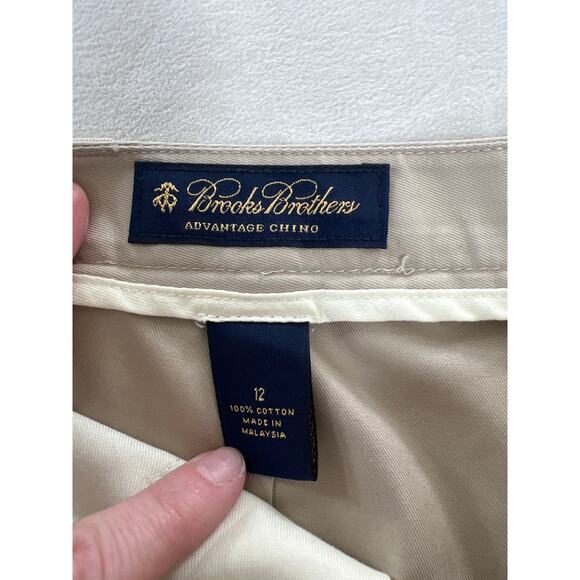 Brooks Brothers
ADVANTAGE CHINO
12
100% COTTON
MADE IN
MALAYSIA